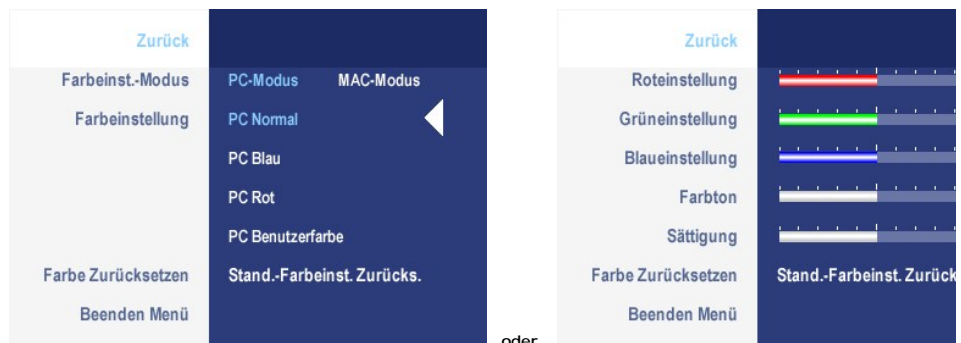 Zurück
Farbeinst.-Modus PC-Modus MAC-Modus
Farbeinstellung PC Normal
PC Blau
PC Rot
PC Benutzerfarbe
Farbe Zurücksetzen Stand.-Farbeinst. Zurücks.
Beenden Menü
oder
Zurück
Roteinstellung
Grüneinstellung
Blaueinstellung
Farbton
Sättigung
Farbe Zurücksetzen Stand.-Farbeinst. Zurück
Beenden Menü